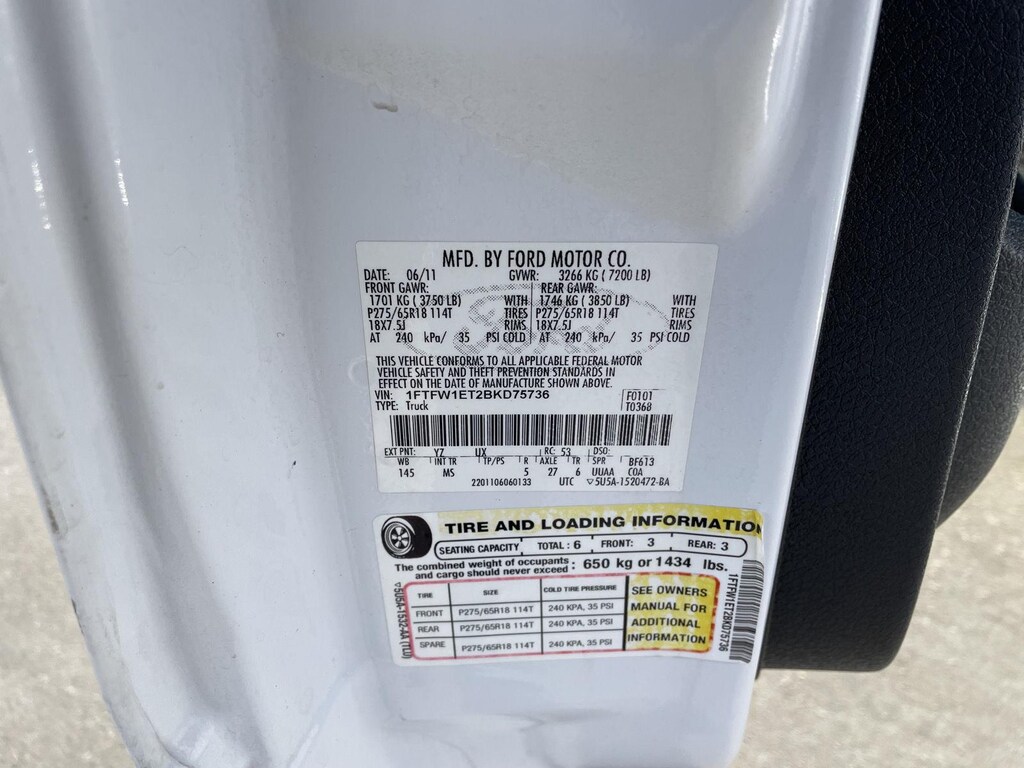 MFD. BY FORD MOTOR CO.
DATE: 06/11 GVWR: 3266 KG ( 7200 LB)
FRONT GAWR: REAR GAWR:
1701 KG ( 3750 LB) WITH 1746 KG ( 3850 LB) WITH
P275/65R18 114T TIRES P275/65R18 114T TIRES
18X7.5J RIMS 18X7.5J RIMS
AT 240 kPa/ 35 PSI COLD AT 240 kPa/ 35 PSI COLD
THIS VEHICLE CONFORMS TO ALL APPLICABLE FEDERAL MOTOR
VEHICLE SAFETY AND THEFT PREVENTION STANDARDS IN
EFFECT ON THE DATE OF MANUFACTURE SHOWN ABOVE.
VIN: 1FTFW1ET2BKD75736 F0101
TYPE: Truck T0368
EXT PNT: YZ UX RC: 53 DSO:
WB INT TR TP/PS R AXLE TR SPR BF613
145 MS 5 27 6 UUAA COA
2201106060133 UTC ▽5U5A-1520472-BA
TIRE AND LOADING INFORMATION
SEATING CAPACITY TOTAL: 6 FRONT: 3 REAR: 3
The combined weight of occupants and cargo should never exceed : 650 kg or 1434 lbs.
TIRE SIZE COLD TIRE PRESSURE
FRONT P275/65R18 114T 240 KPA, 35 PSI
REAR P275/65R18 114T 240 KPA, 35 PSI
SPARE P275/65R18 114T 240 KPA, 35 PSI
SEE OWNERS
MANUAL FOR
ADDITIONAL
INFORMATION
1FTFW1ET2BKD75736